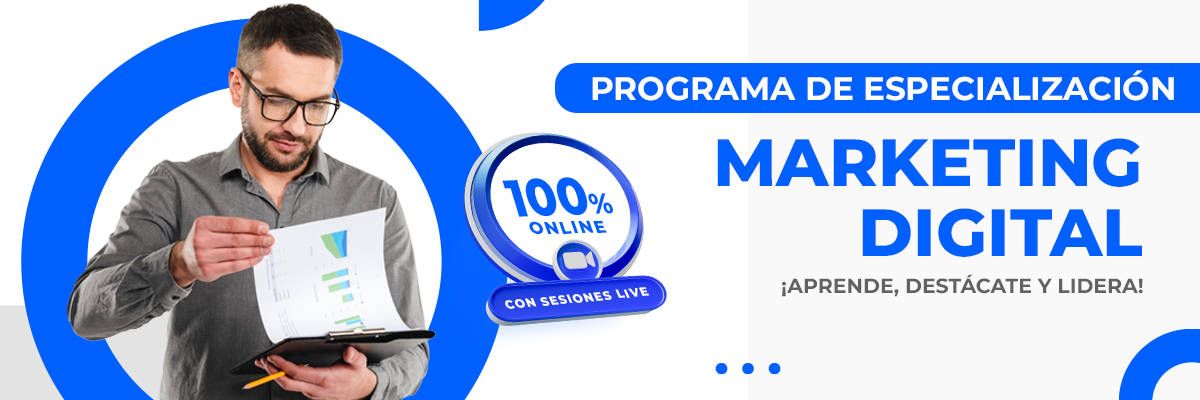 PROGRAMA DE ESPECIALIZACIÓN
MARKETING
DIGITAL
¡APRENDE, DESTÁCATE Y LIDERA!
100%
ONLINE
CON SESIONES LIVE